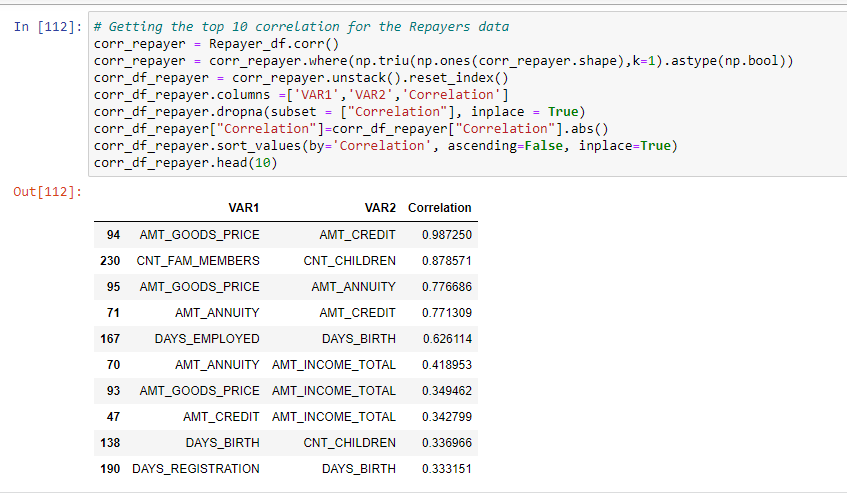 In [112]: # Getting the top 10 correlation for the Repayers data
corr_repayer = Repayer_df.corr()
corr_repayer = corr_repayer.where(np.triu(np.ones(corr_repayer.shape),k=1).astype(np.bool))
corr_df_repayer = corr_repayer.unstack().reset_index()
corr_df_repayer.columns =['VAR1','VAR2','Correlation']
corr_df_repayer.dropna(subset = ["Correlation"], inplace = True)
corr_df_repayer["Correlation"]=corr_df_repayer["Correlation"].abs()
corr_df_repayer.sort_values(by='Correlation', ascending=False, inplace=True)
corr_df_repayer.head(10)
Out[112]:
VAR1 VAR2 Correlation
94 AMT_GOODS_PRICE AMT_CREDIT 0.987250
230 CNT_FAM_MEMBERS CNT_CHILDREN 0.878571
95 AMT_GOODS_PRICE AMT_ANNUITY 0.776686
71 AMT_ANNUITY AMT_CREDIT 0.771309
167 DAYS_EMPLOYED DAYS_BIRTH 0.626114
70 AMT_ANNUITY AMT_INCOME_TOTAL 0.418953
93 AMT_GOODS_PRICE AMT_INCOME_TOTAL 0.349462
47 AMT_CREDIT AMT_INCOME_TOTAL 0.342799
138 DAYS_BIRTH CNT_CHILDREN 0.336966
190 DAYS_REGISTRATION DAYS_BIRTH 0.333151